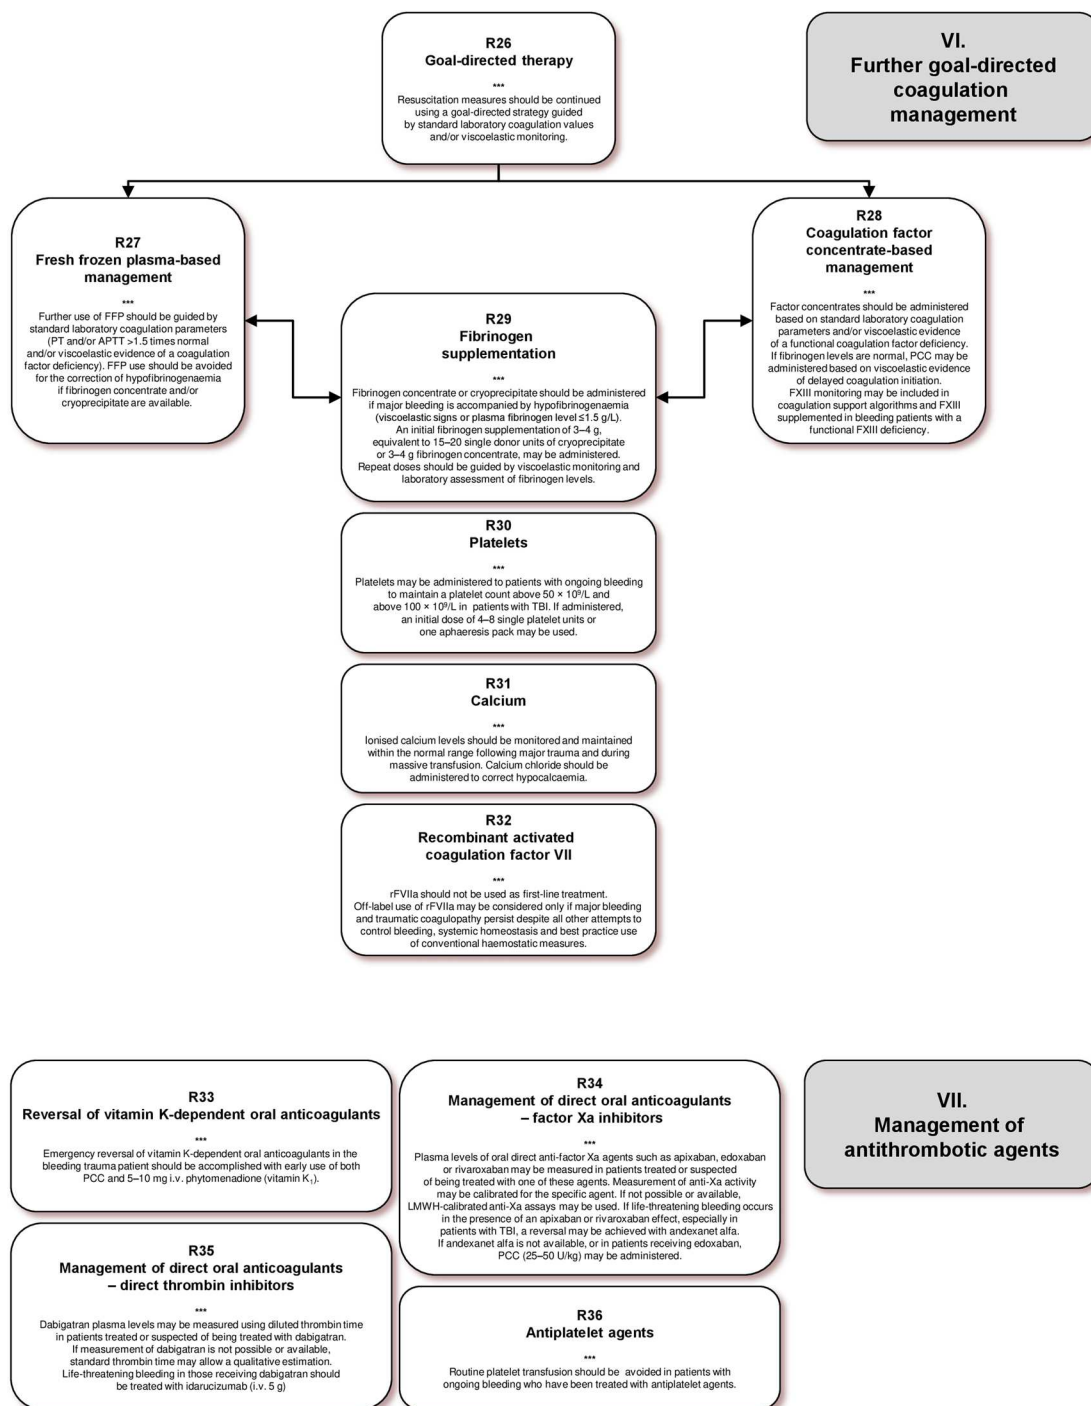 R26
Goal-directed therapy
***
Resuscitation measures should be continued
using a goal-directed strategy guided
by standard laboratory coagulation values
and/or viscoelastic monitoring.
VI.
Further goal-directed
coagulation
management
R27
Fresh frozen plasma-based
management
***
Further use of FFP should be guided by
standard laboratory coagulation parameters
(PT and/or APTT >1.5 times normal
and/or viscoelastic evidence of a coagulation
factor deficiency). FFP use should be avoided
for the correction of hypofibrinogenaemia
if fibrinogen concentrate and/or
cryoprecipitate are available.
R28
Coagulation factor
concentrate-based
management
***
Factor concentrates should be administered
based on standard laboratory coagulation
parameters and/or viscoelastic evidence
of a functional coagulation factor deficiency.
If fibrinogen levels are normal, PCC may be
administered based on viscoelastic evidence
of delayed coagulation initiation.
FXIII monitoring may be included in
coagulation support algorithms and FXIII
supplemented in bleeding patients with a
functional FXIII deficiency.
R29
Fibrinogen
supplementation
***
Fibrinogen concentrate or cryoprecipitate should be administered
if major bleeding is accompanied by hypofibrinogenaemia
(viscoelastic signs or plasma fibrinogen level ≤1.5 g/L).
An initial fibrinogen supplementation of 3–4 g,
equivalent to 15–20 single donor units of cryoprecipitate
or 3–4 g fibrinogen concentrate, may be administered.
Repeat doses should be guided by viscoelastic monitoring and
laboratory assessment of fibrinogen levels.
R30
Platelets
***
Platelets may be administered to patients with ongoing bleeding
to maintain a platelet count above 50 × 10⁹/L and
above 100 × 10⁹/L in patients with TBI. If administered,
an initial dose of 4–8 single platelet units or
one aphaeresis pack may be used.
R31
Calcium
***
Ionised calcium levels should be monitored and maintained
within the normal range following major trauma and during
massive transfusion. Calcium chloride should be
administered to correct hypocalcaemia.
R32
Recombinant activated
coagulation factor VII
***
rFVIIa should not be used as first-line treatment.
Off-label use of rFVIIa may be considered only if major bleeding
and traumatic coagulopathy persist despite all other attempts to
control bleeding, systemic homeostasis and best practice use
of conventional haemostatic measures.
R33
Reversal of vitamin K-dependent oral anticoagulants
***
Emergency reversal of vitamin K-dependent oral anticoagulants in the
bleeding trauma patient should be accomplished with early use of both
PCC and 5–10 mg i.v. phytomenadione (vitamin K₁).
R34
Management of direct oral anticoagulants
– factor Xa inhibitors
***
Plasma levels of oral direct anti-factor Xa agents such as apixaban, edoxaban
or rivaroxaban may be measured in patients treated or suspected
of being treated with one of these agents. Measurement of anti-Xa activity
may be calibrated for the specific agent. If not possible or available,
LMWH-calibrated anti-Xa assays may be used. If life-threatening bleeding occurs
in the presence of an apixaban or rivaroxaban effect, especially in
patients with TBI, a reversal may be achieved with andexanet alfa.
If andexanet alfa is not available, or in patients receiving edoxaban,
PCC (25–50 U/kg) may be administered.
VII.
Management of
antithrombotic agents
R35
Management of direct oral anticoagulants
– direct thrombin inhibitors
***
Dabigatran plasma levels may be measured using diluted thrombin time
in patients treated or suspected of being treated with dabigatran.
If measurement of dabigatran is not possible or available,
standard thrombin time may allow a qualitative estimation.
Life-threatening bleeding in those receiving dabigatran should
be treated with idarucizumab (i.v. 5 g)
R36
Antiplatelet agents
***
Routine platelet transfusion should be avoided in patients with
ongoing bleeding who have been treated with antiplatelet agents.